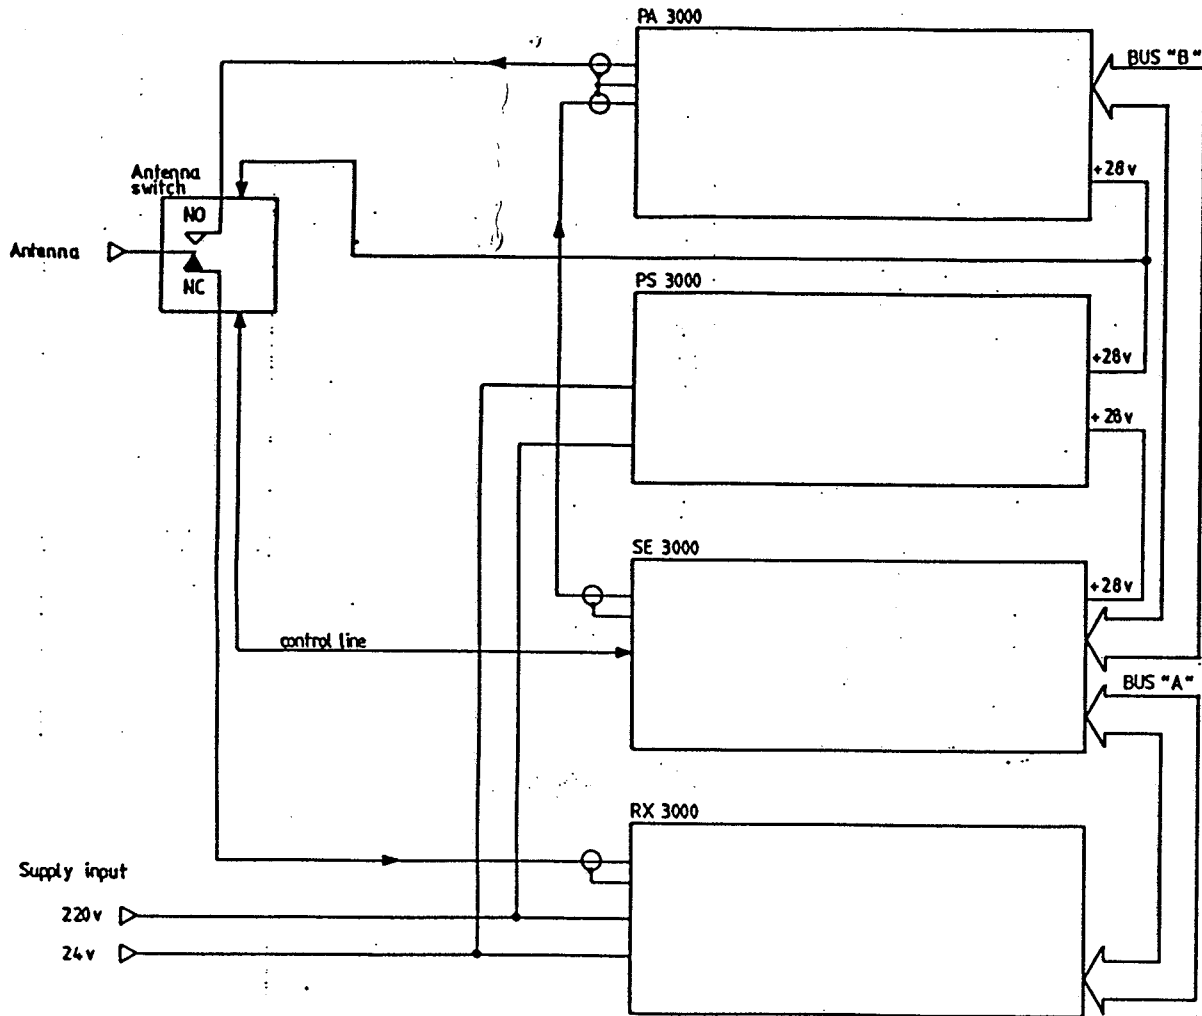 PA 3000
BUS "B"
+28v
Antenna
switch
NO
Antenna
NC
PS 3000
+28v
+28v
SE 3000
+28v
control line
BUS "A"
RX 3000
Supply input
220v
24v